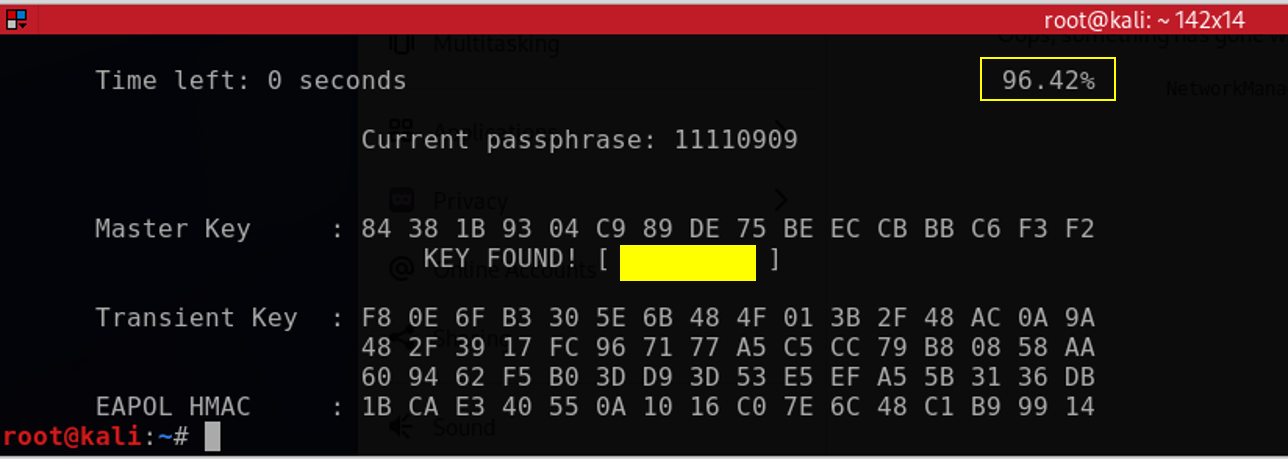 root@kali: ~ 142x14
Multitasking
Oops, something has gone w
Time left: 0 seconds 96.42%
NetworkMana
Applications
Current passphrase: 11110909
Privacy
Master Key : 84 38 1B 93 04 C9 89 DE 75 BE EC CB BB C6 F3 F2
KEY FOUND! [ ]
Online Accounts
Transient Key : F8 0E 6F B3 30 5E 6B 48 4F 01 3B 2F 48 AC 0A 9A
Sharing
48 2F 39 17 FC 96 71 77 A5 C5 CC 79 B8 08 58 AA
60 94 62 F5 B0 3D D9 3D 53 E5 EF A5 5B 31 36 DB
EAPOL HMAC : 1B CA E3 40 55 0A 10 16 C0 7E 6C 48 C1 B9 99 14
Sound
root@kali:~#